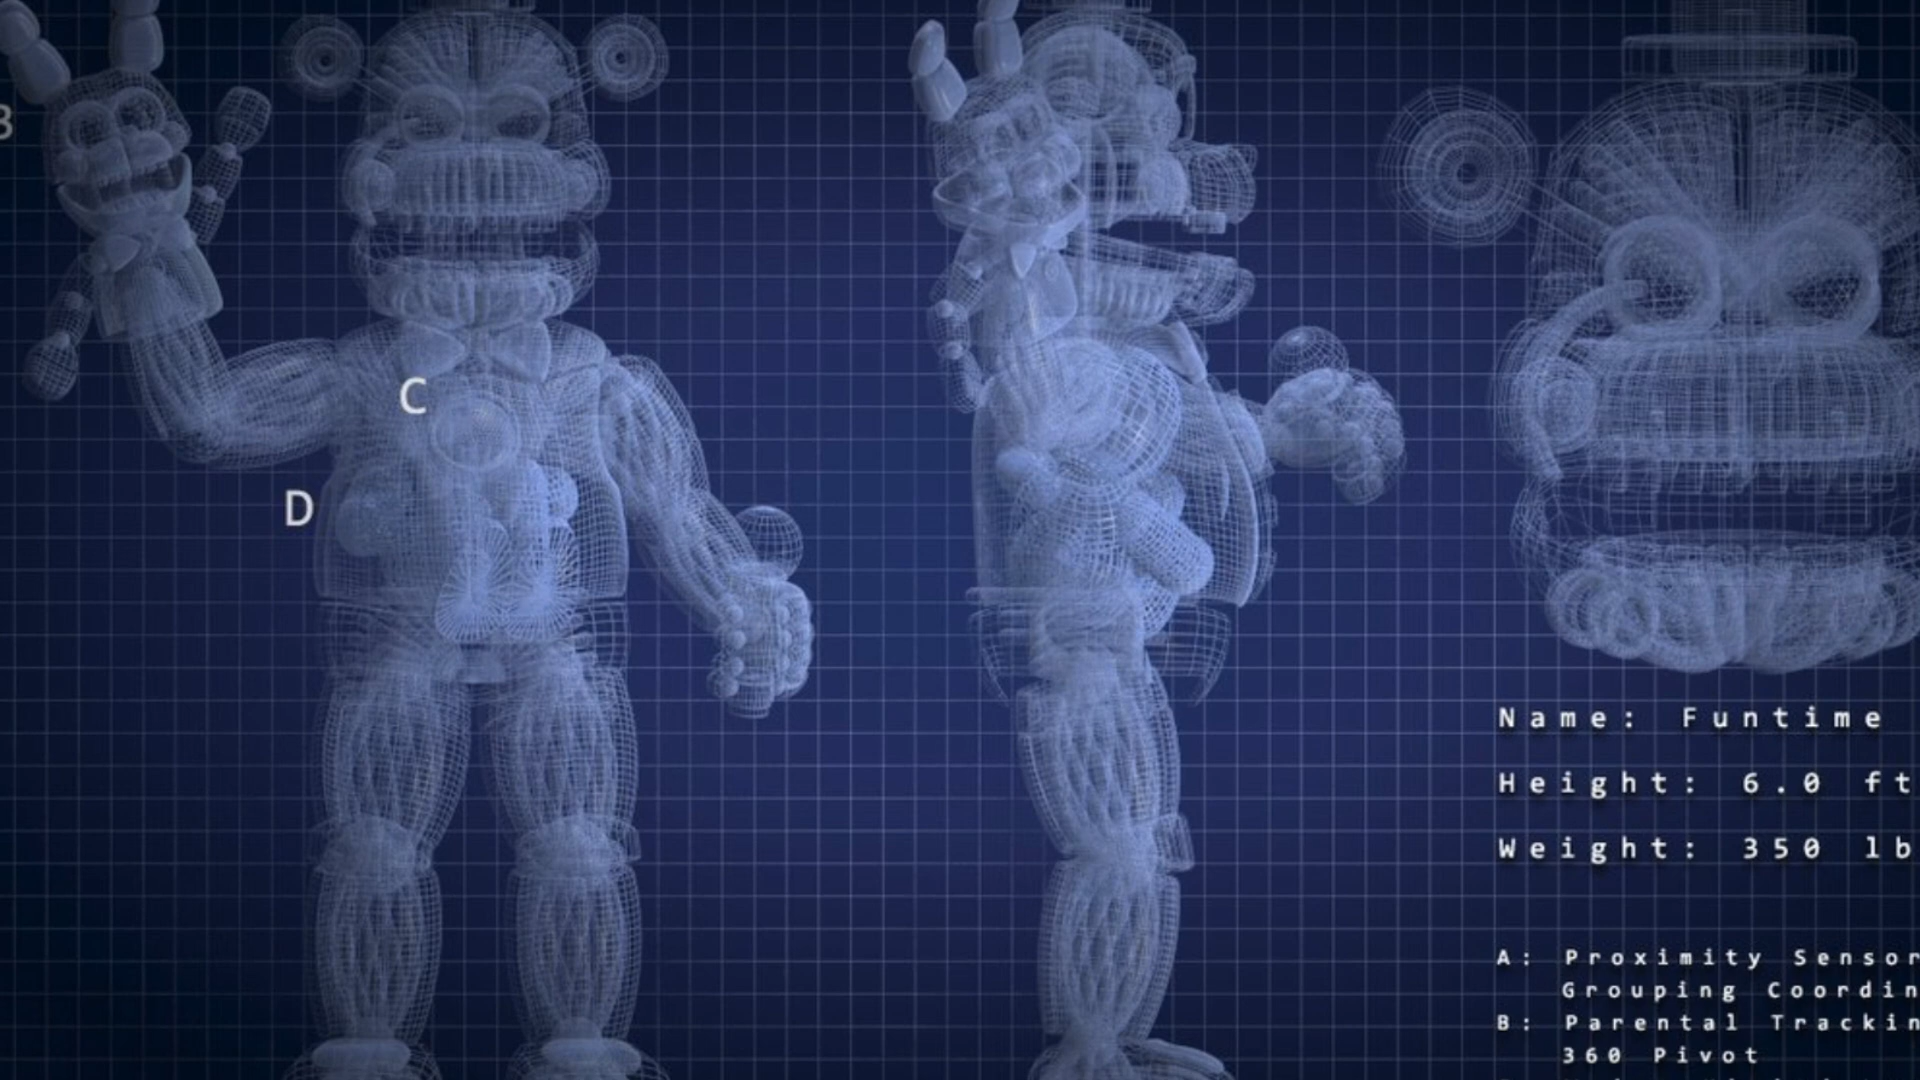 B
C
D
Name: Funtime
Height: 6.0 ft
Weight: 350 lb
A: Proximity Sensor
Grouping Coordin
B: Parental Trackin
360 Pivot